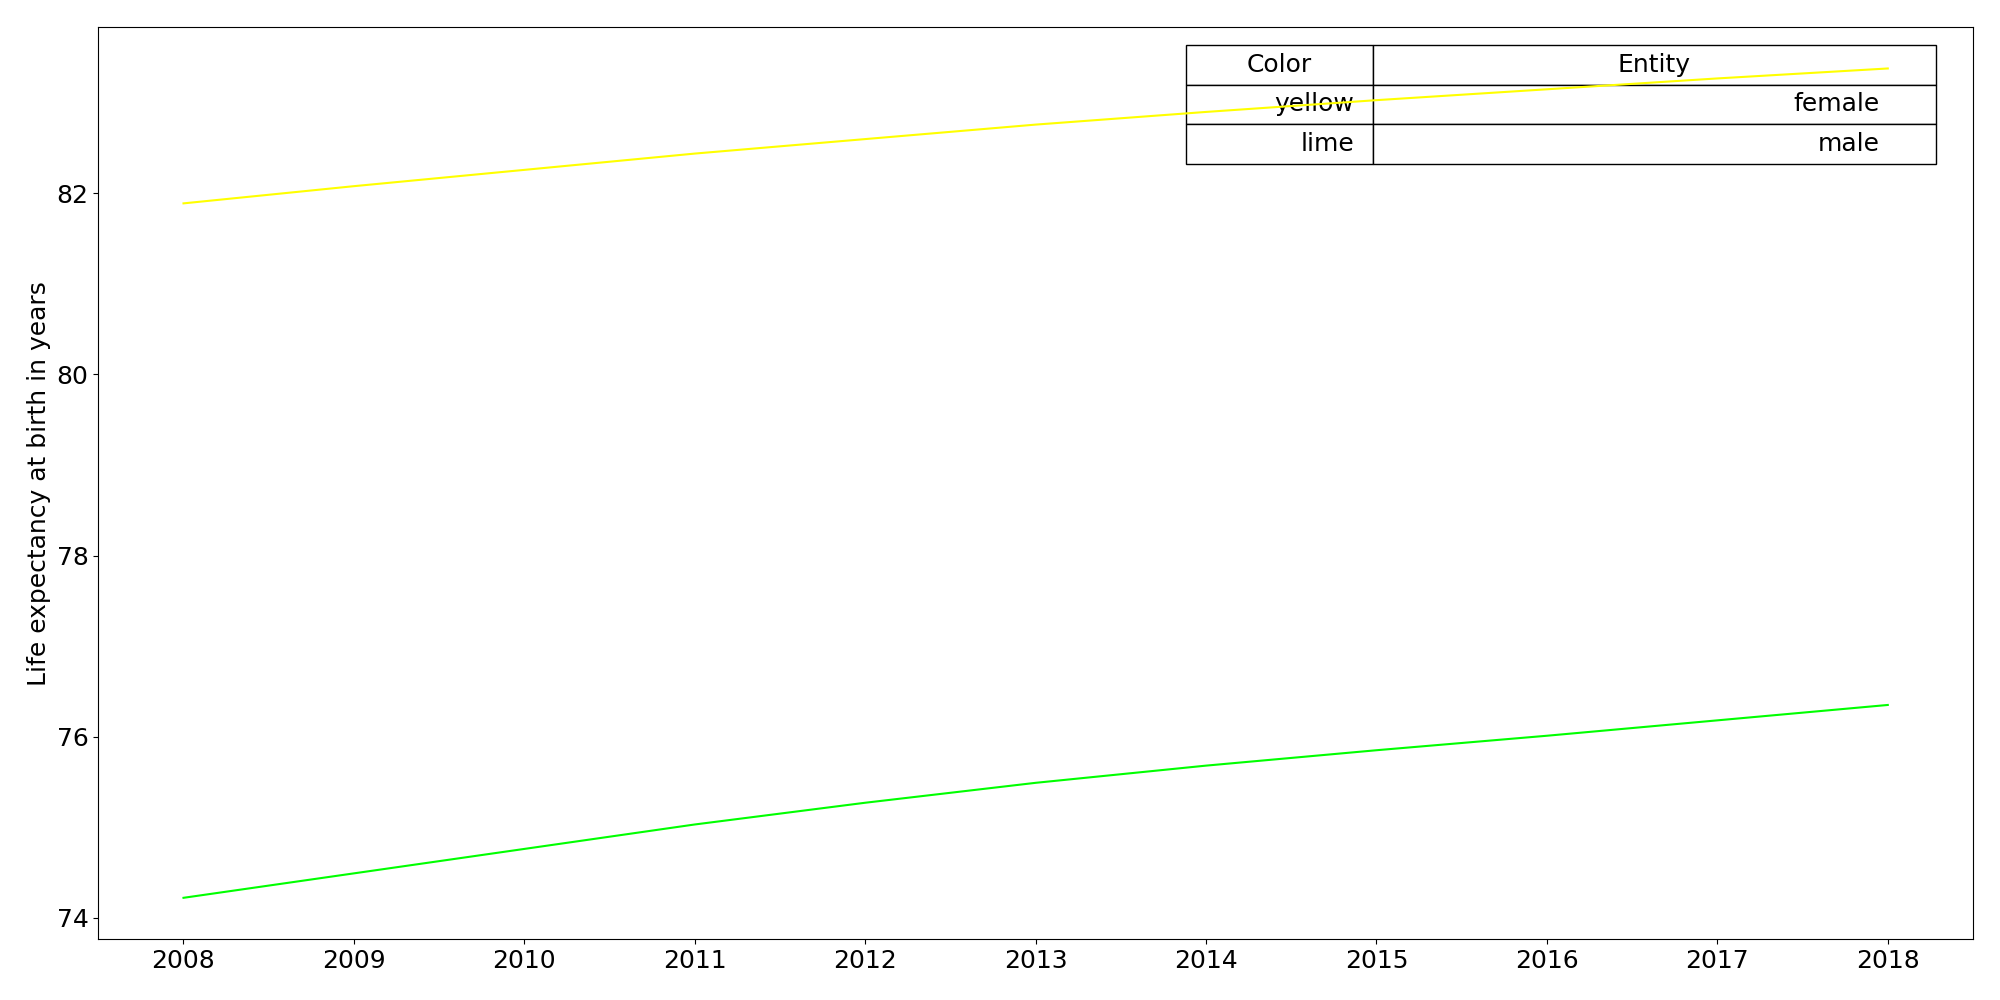 Color Entity
yellow female
lime male
82
80
78
76
74
Life expectancy at birth in years
2008 2009 2010 2011 2012 2013 2014 2015 2016 2017 2018